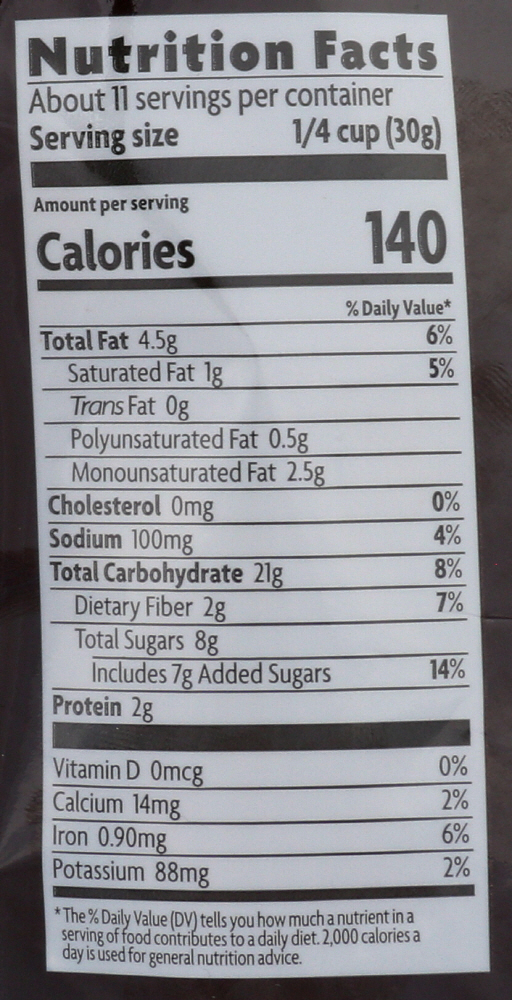 Nutrition Facts
About 11 servings per container
Serving size 1/4 cup (30g)
Amount per serving
Calories 140
% Daily Value*
Total Fat 4.5g 6%
Saturated Fat 1g 5%
Trans Fat 0g
Polyunsaturated Fat 0.5g
Monounsaturated Fat 2.5g
Cholesterol 0mg 0%
Sodium 100mg 4%
Total Carbohydrate 21g 8%
Dietary Fiber 2g 7%
Total Sugars 8g
Includes 7g Added Sugars 14%
Protein 2g
Vitamin D 0mcg 0%
Calcium 14mg 2%
Iron 0.90mg 6%
Potassium 88mg 2%
* The % Daily Value (DV) tells you how much a nutrient in a
serving of food contributes to a daily diet. 2,000 calories a
day is used for general nutrition advice.